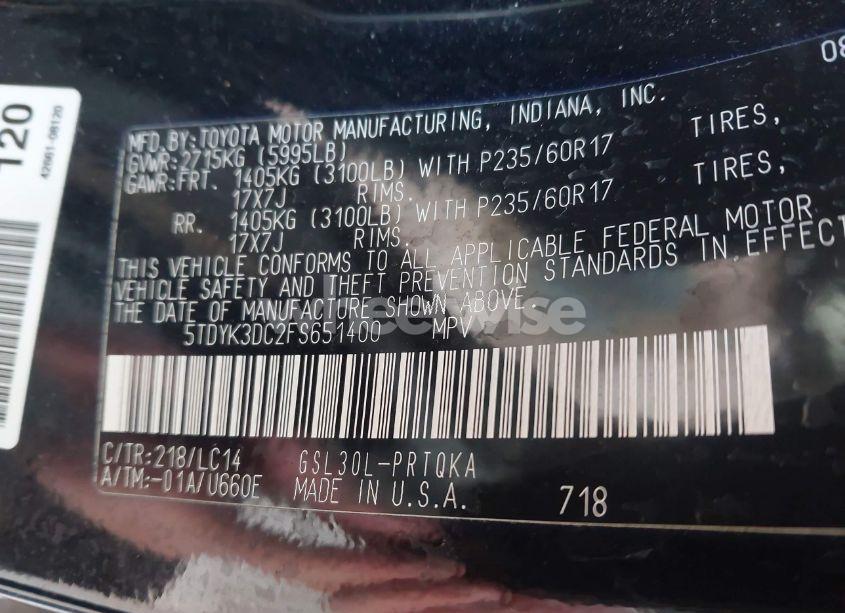 120
42661-08120
08
MFD.BY:TOYOTA MOTOR MANUFACTURING, INDIANA, INC.
GVWR:2715KG (5995LB)
GAWR:FRT. 1405KG (3100LB) WITH P235/60R17 TIRES,
17X7J RIMS.
RR. 1405KG (3100LB) WITH P235/60R17 TIRES,
17X7J RIMS.
THIS VEHICLE CONFORMS TO ALL APPLICABLE FEDERAL MOTOR
VEHICLE SAFETY AND THEFT PREVENTION STANDARDS IN EFFECT
THE DATE OF MANUFACTURE SHOWN ABOVE.
5TDYK3DC2FS651400 MPV
C/TR:218/LC14 GSL30L-PRTQKA
A/TM:-01A/U660E MADE IN U.S.A. 718